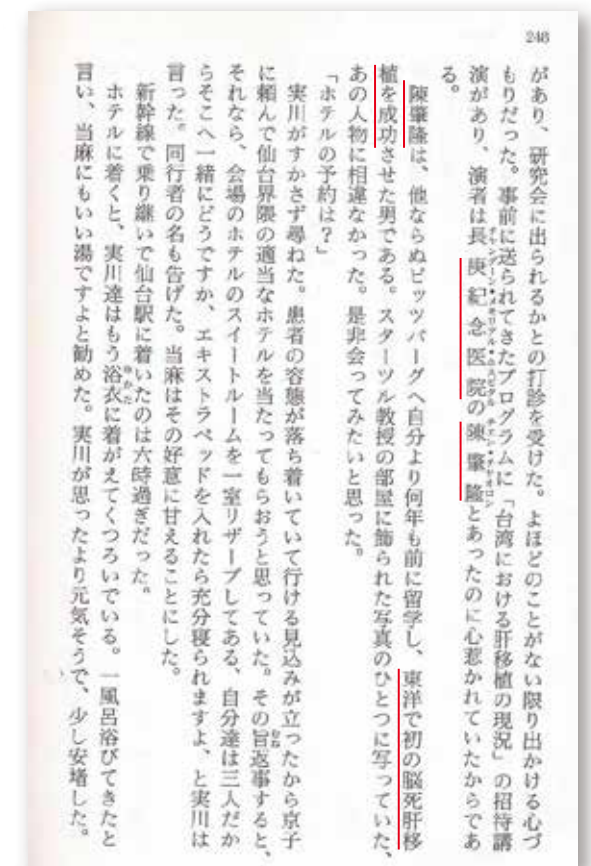 248
があり、研究会に出られるかとの打診を受けた。よほどのことがない限り出かける心づ
もりだった。事前に送られてきたプログラムに「台湾における肝移植の現況」の招待講
演があり、演者は長庚紀念医院の陳肇隆とあったのに心惹かれていたからであ
る。
陳肇隆は、他ならぬピッツバーグへ自分より何年も前に留学し、東洋で初の脳死肝移
植を成功させた男である。スターツル教授の部屋に飾られた写真のひとつに写っていた、
あの人物に相違なかった。是非会ってみたいと思った。
「ホテルの予約は？」
実川がすかさず尋ねた。患者の容態が落ち着いていて行ける見込みが立ったから京子
に頼んで仙台界隈の適当なホテルを当たってもらおうと思っていた。その旨返事すると、
それなら、会場のホテルのスイートルームを一室リザーブしてある、自分達は三人だか
らそこへ一緒にどうですか、エキストラベッドを入れたら充分寝られますよ、と実川は
言った。同行者の名も告げた。当麻はその好意に甘えることにした。
新幹線で乗り継いで仙台駅に着いたのは六時過ぎだった。
ホテルに着くと、実川達はもう浴衣に着がえてくつろいでいる。一風呂浴びてきたと
言い、当麻にもいい湯ですよと勧めた。実川が思ったより元気そうで、少し安堵した。